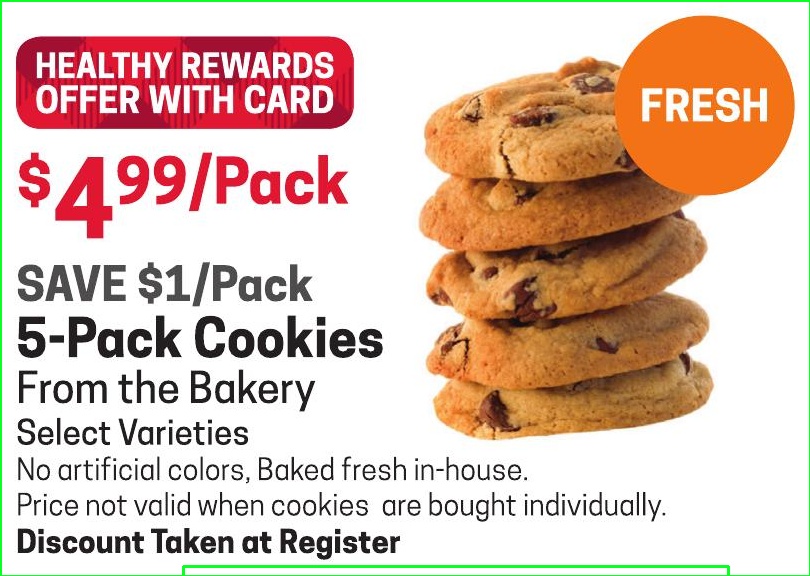 HEALTHY REWARDS
OFFER WITH CARD
FRESH
$4.99/Pack
SAVE $1/Pack
5-Pack Cookies
From the Bakery
Select Varieties
No artificial colors, Baked fresh in-house.
Price not valid when cookies are bought individually.
Discount Taken at Register